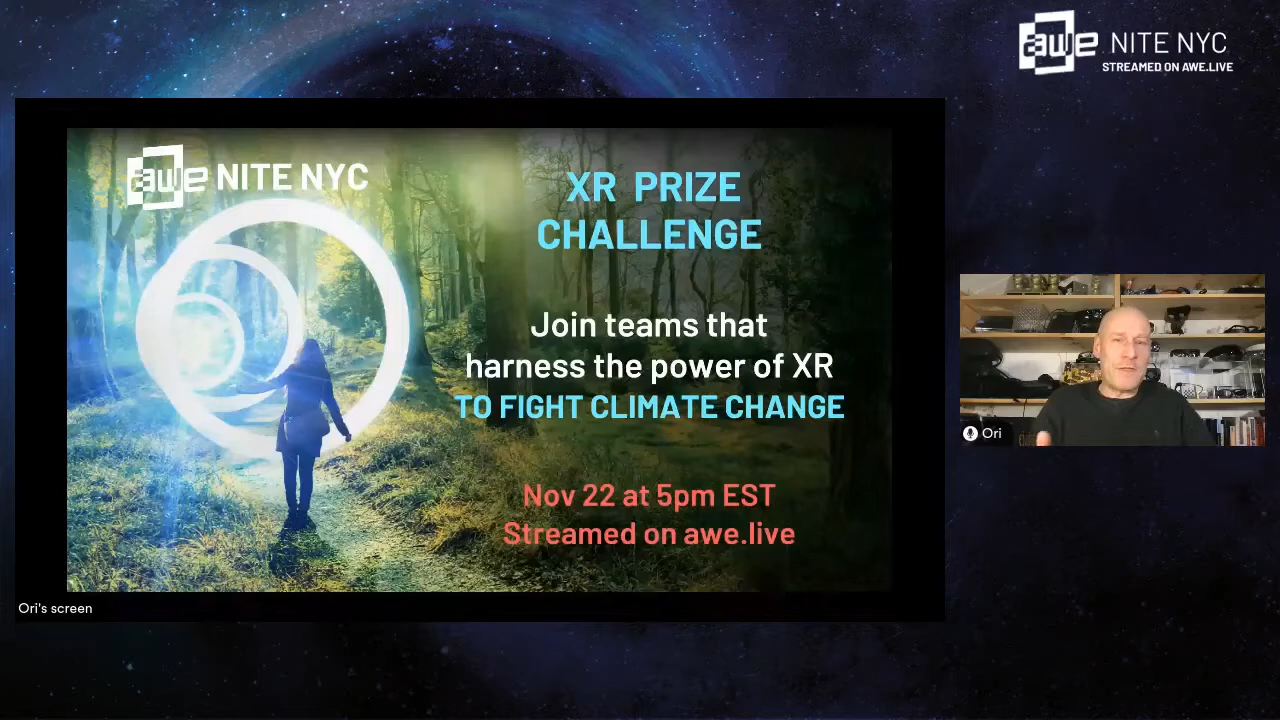 awe NITE NYC
STREAMED ON AWE.LIVE
awe NITE NYC
XR PRIZE
CHALLENGE
Join teams that
harness the power of XR
TO FIGHT CLIMATE CHANGE
Nov 22 at 5pm EST
Streamed on awe.live
Ori
Ori's screen